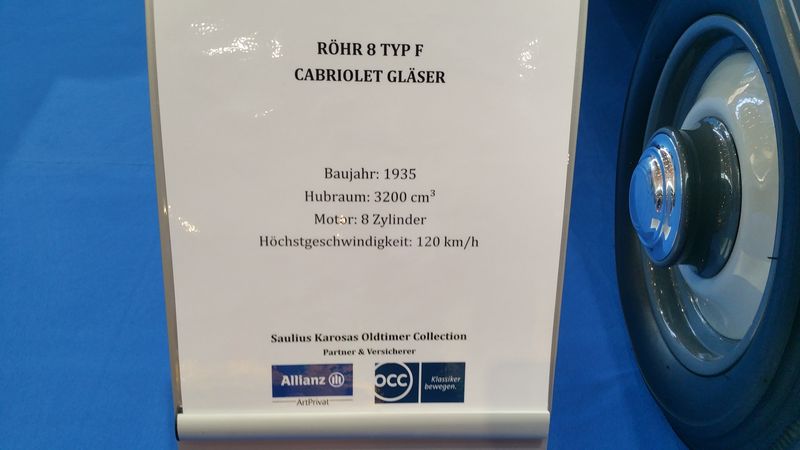 RÖHR 8 TYP F
CABRIOLET GLÄSER
Baujahr: 1935
Hubraum: 3200 cm³
Motor: 8 Zylinder
Höchstgeschwindigkeit: 120 km/h
Saulius Karosas Oldtimer Collection
Partner & Versicherer
Allianz
ArtPrivat
OCC
Klassiker
bewegen.